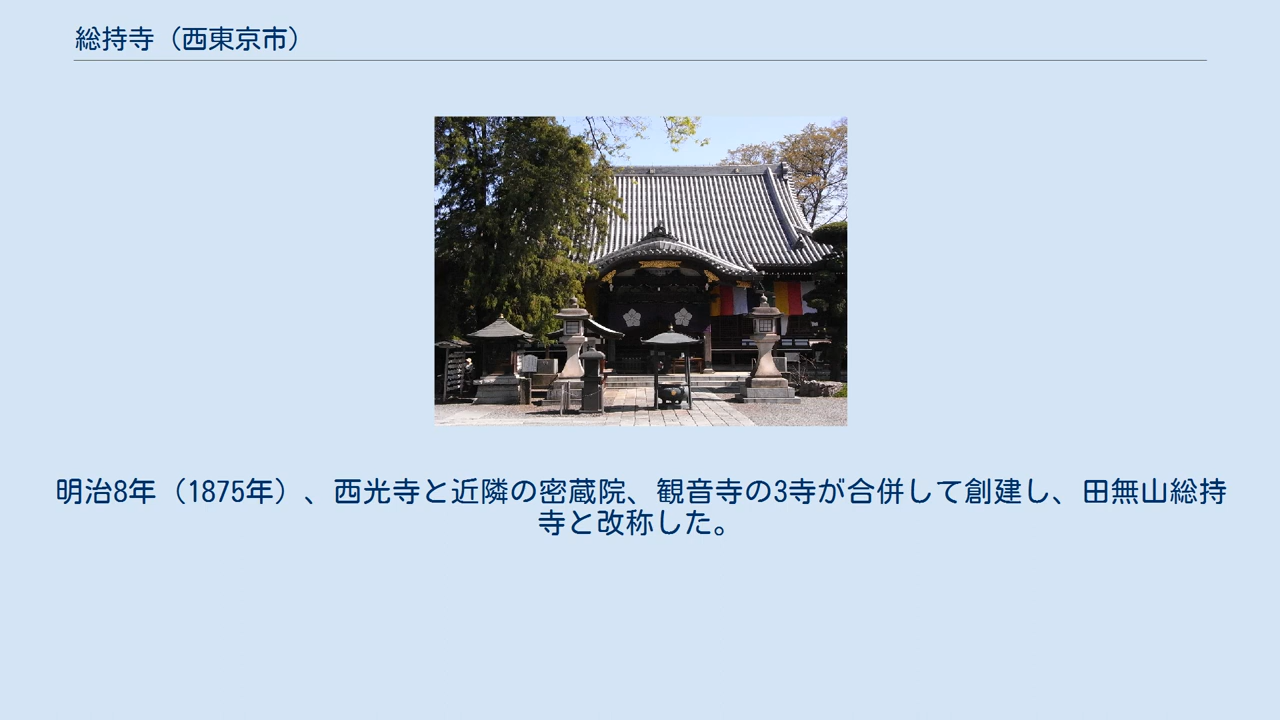 総持寺（西東京市）
明治8年（1875年）、西光寺と近隣の密蔵院、観音寺の3寺が合併して創建し、田無山総持
寺と改称した。